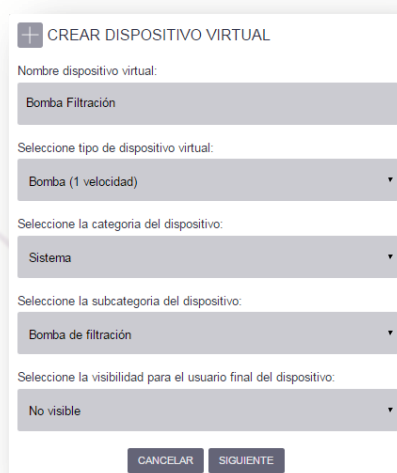 CREAR DISPOSITIVO VIRTUAL
Nombre dispositivo virtual:
Bomba Filtración
Seleccione tipo de dispositivo virtual:
Bomba (1 velocidad)
Seleccione la categoria del dispositivo:
Sistema
Seleccione la subcategoria del dispositivo:
Bomba de filtración
Seleccione la visibilidad para el usuario final del dispositivo:
No visible
CANCELAR SIGUIENTE